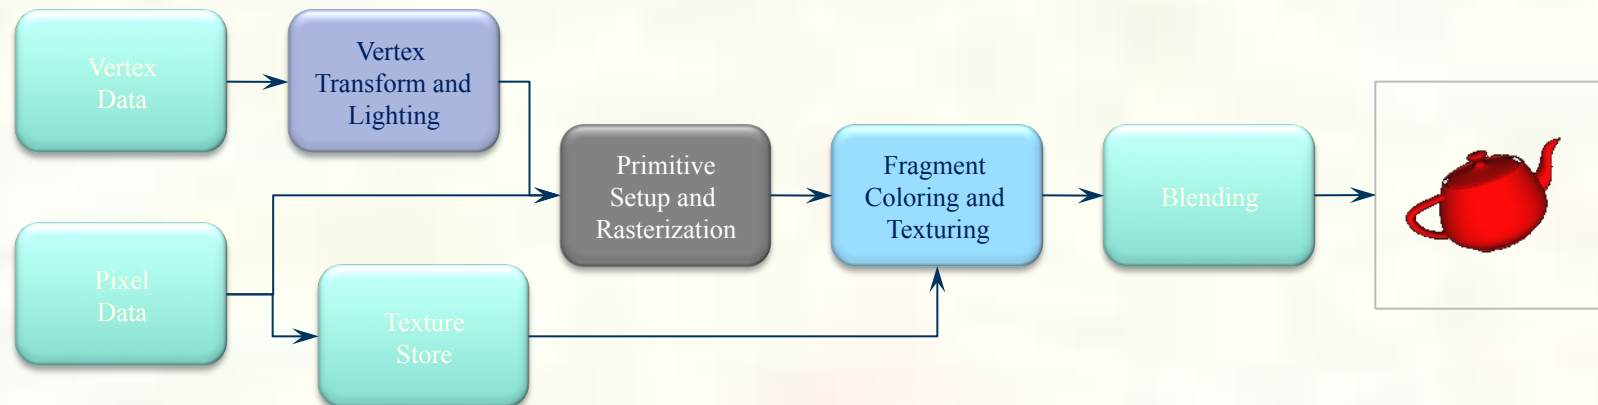 Vertex
Data
Vertex
Transform and
Lighting
Primitive
Setup and
Rasterization
Fragment
Coloring and
Texturing
Blending
Pixel
Data
Texture
Store